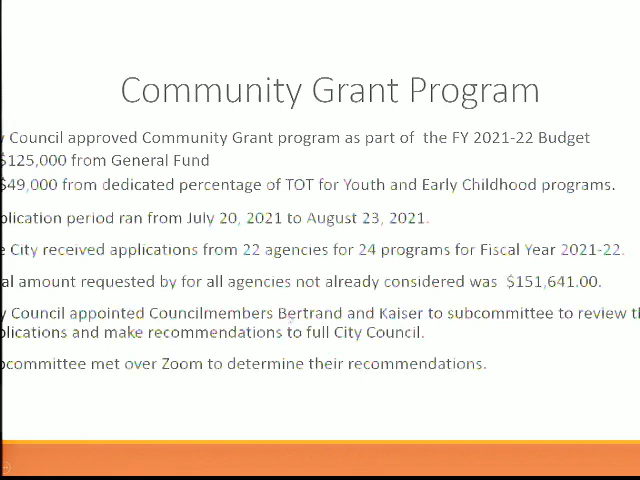 Community Grant Program
Council approved Community Grant program as part of the FY 2021-22 Budget
$125,000 from General Fund
$49,000 from dedicated percentage of TOT for Youth and Early Childhood programs.
plication period ran from July 20, 2021 to August 23, 2021.
e City received applications from 22 agencies for 24 programs for Fiscal Year 2021-22.
al amount requested by for all agencies not already considered was $151,641.00.
y Council appointed Councilmembers Bertrand and Kaiser to subcommittee to review th
plications and make recommendations to full City Council.
bcommittee met over Zoom to determine their recommendations.